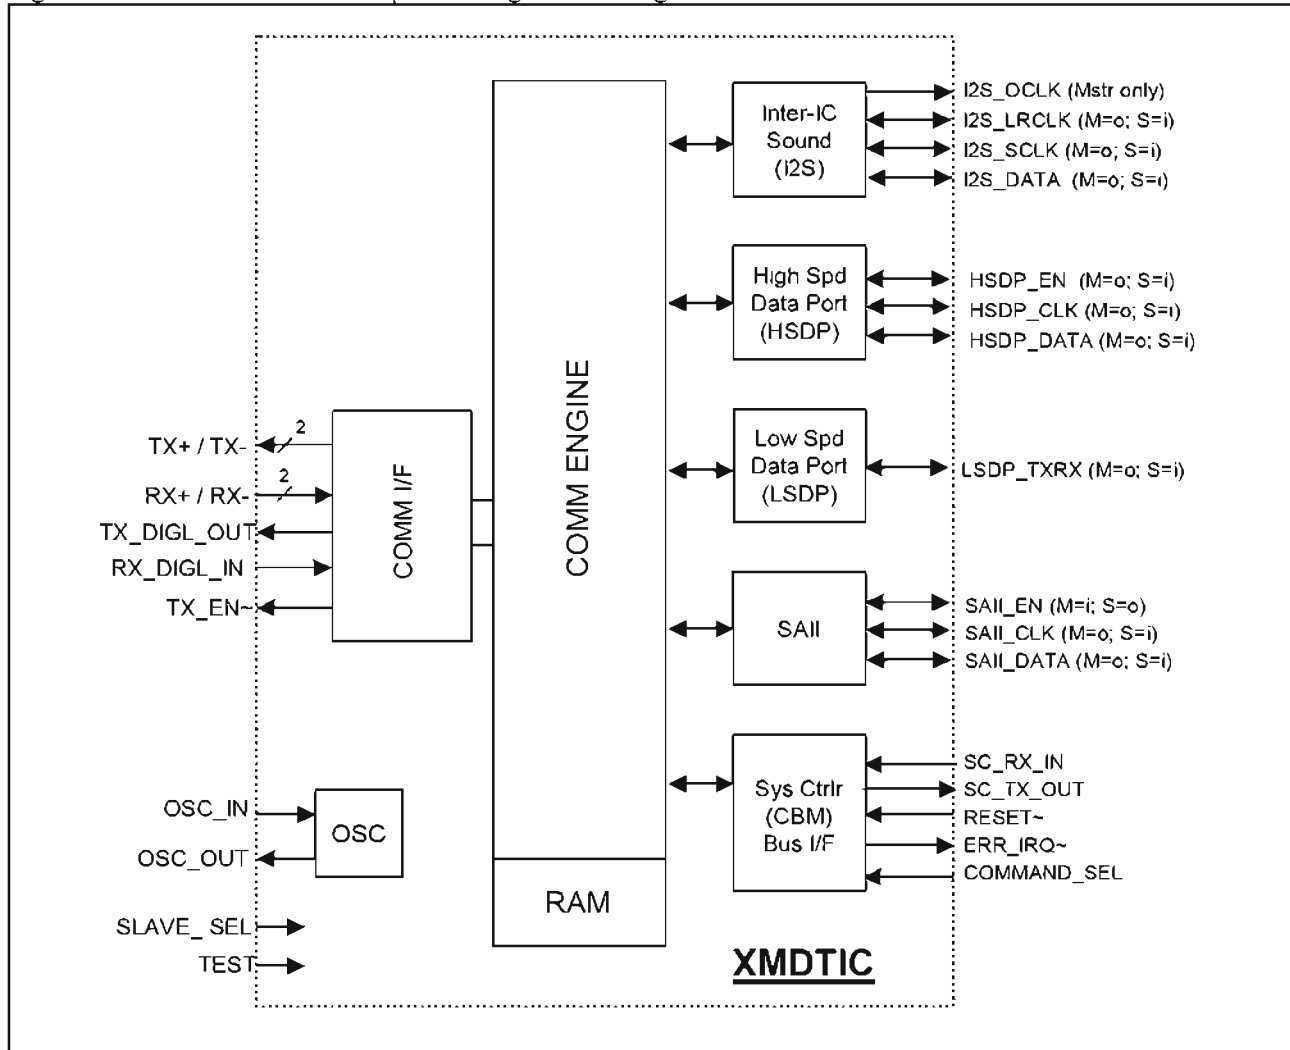 I2S_OCLK (Mstr only)
I2S_LRCLK (M=o; S=i)
I2S_SCLK (M=o; S=i)
I2S_DATA (M=o; S=i)
Inter-IC
Sound
(I2S)
High Spd
Data Port
(HSDP)
HSDP_EN (M=o; S=i)
HSDP_CLK (M=o; S=i)
HSDP_DATA (M=o; S=i)
Low Spd
Data Port
(LSDP)
LSDP_TXRX (M=o; S=i)
SAII
SAII_EN (M=i; S=o)
SAII_CLK (M=o; S=i)
SAII_DATA (M=o; S=i)
Sys Ctrlr
(CBM)
Bus I/F
SC_RX_IN
SC_TX_OUT
RESET~
ERR_IRQ~
COMMAND_SEL
COMM ENGINE
RAM
COMM I/F
2
TX+ / TX-
2
RX+ / RX-
TX_DIGL_OUT
RX_DIGL_IN
TX_EN~
OSC_IN
OSC
OSC_OUT
SLAVE_ SEL
TEST
XMDTIC